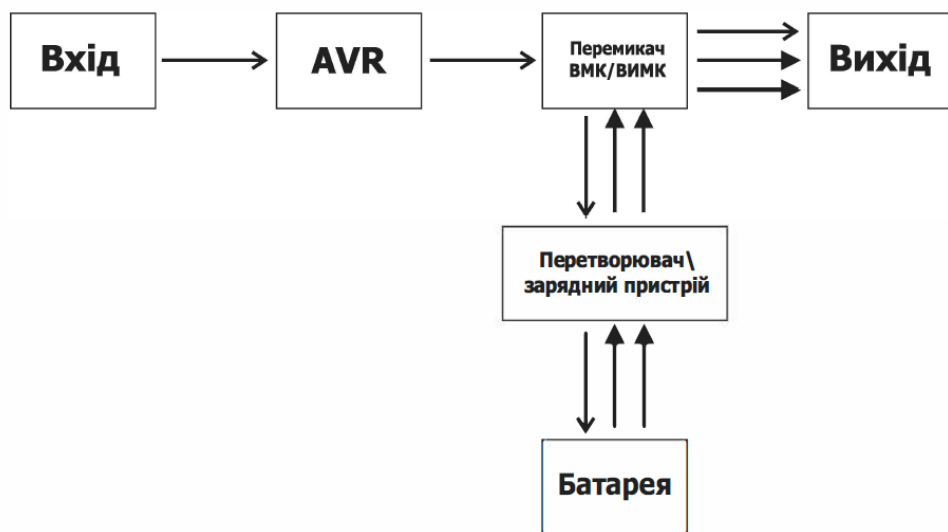 Вхід
AVR
Перемикач
ВМК/ВИМК
Вихід
Перетворювач\
зарядний пристрій
Батарея